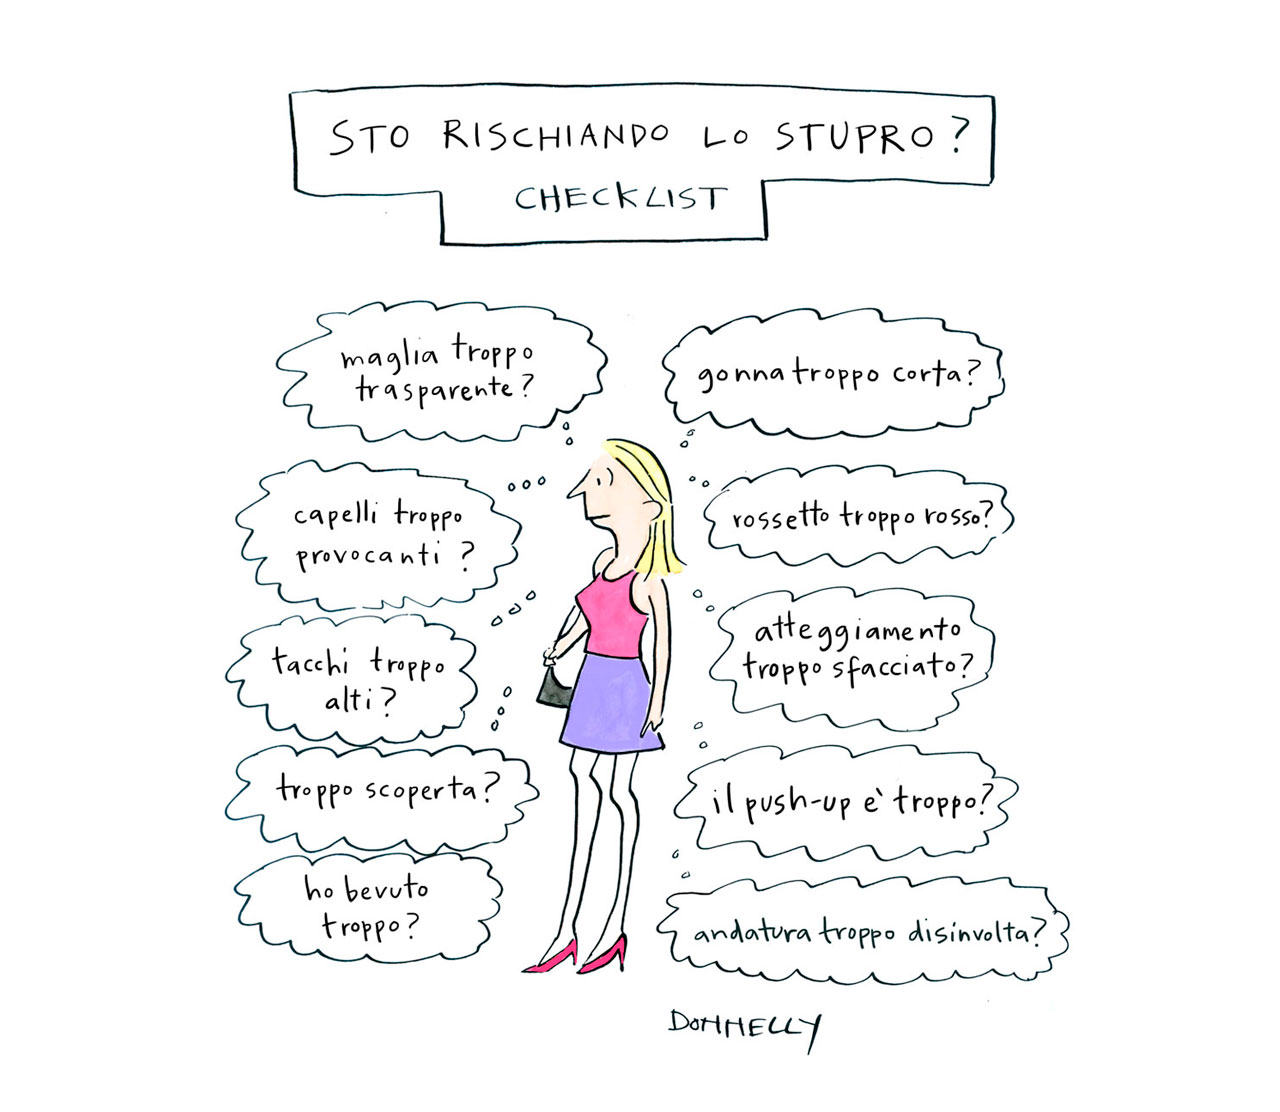 STO RISCHIANDO LO STUPRO?
CHECKLIST
maglia troppo
trasparente?
gonna troppo corta?
capelli troppo
provocanti?
rossetto troppo rosso?
tacchi troppo
alti?
atteggiamento
troppo sfacciato?
troppo scoperta?
il push-up e' troppo?
ho bevuto
troppo?
andatura troppo disinvolta?
DONNELLY